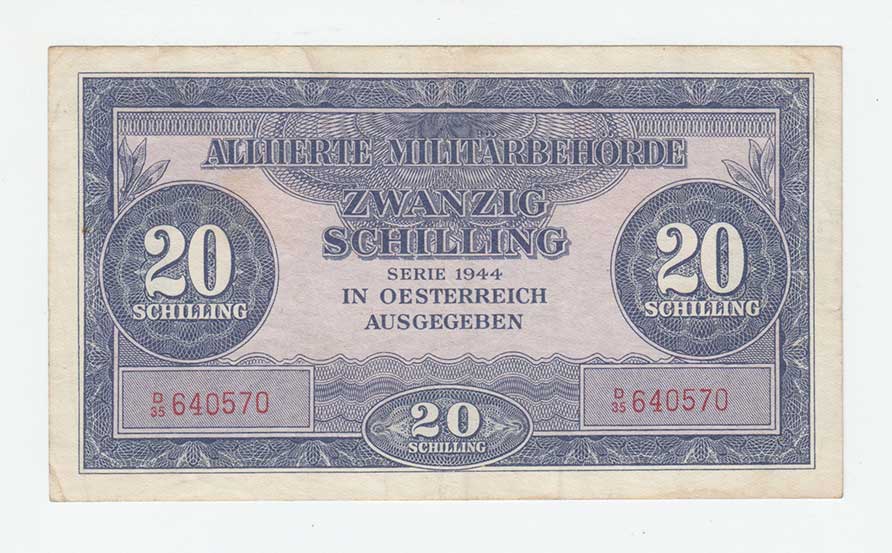 ALLIIERTE MILITÄRBEHÖRDE
ZWANZIG
SCHILLING
SERIE 1944
IN OESTERREICH
AUSGEGEBEN
20
SCHILLING
20
SCHILLING
D/35 640570
D/35 640570
20
SCHILLING